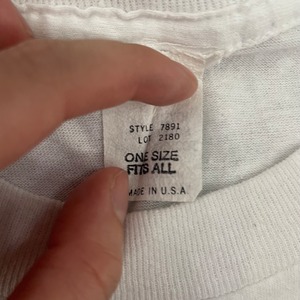 STYLE 7891
LOT 2180
ONE SIZE
FITS ALL
MADE IN U.S.A